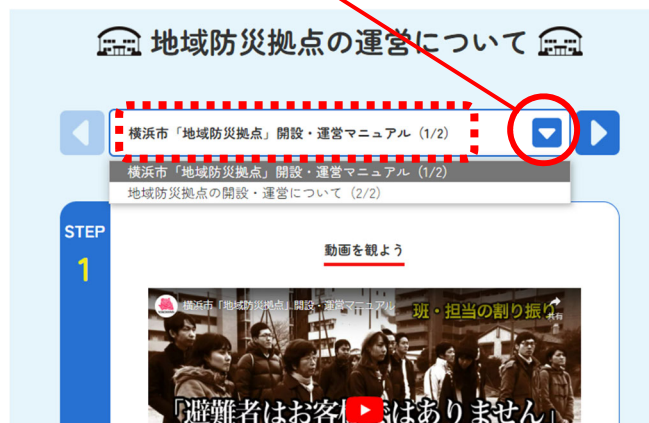 地域防災拠点の運営について
横浜市「地域防災拠点」開設・運営マニュアル（1/2）
横浜市「地域防災拠点」開設・運営マニュアル（1/2）
地域防災拠点の開設・運営について（2/2）
STEP
1
動画を観よう
横浜市「地域防災拠点」開設・運営マニュアル
班・担当の割り振り
共有
「避難者はお客様ではありません」